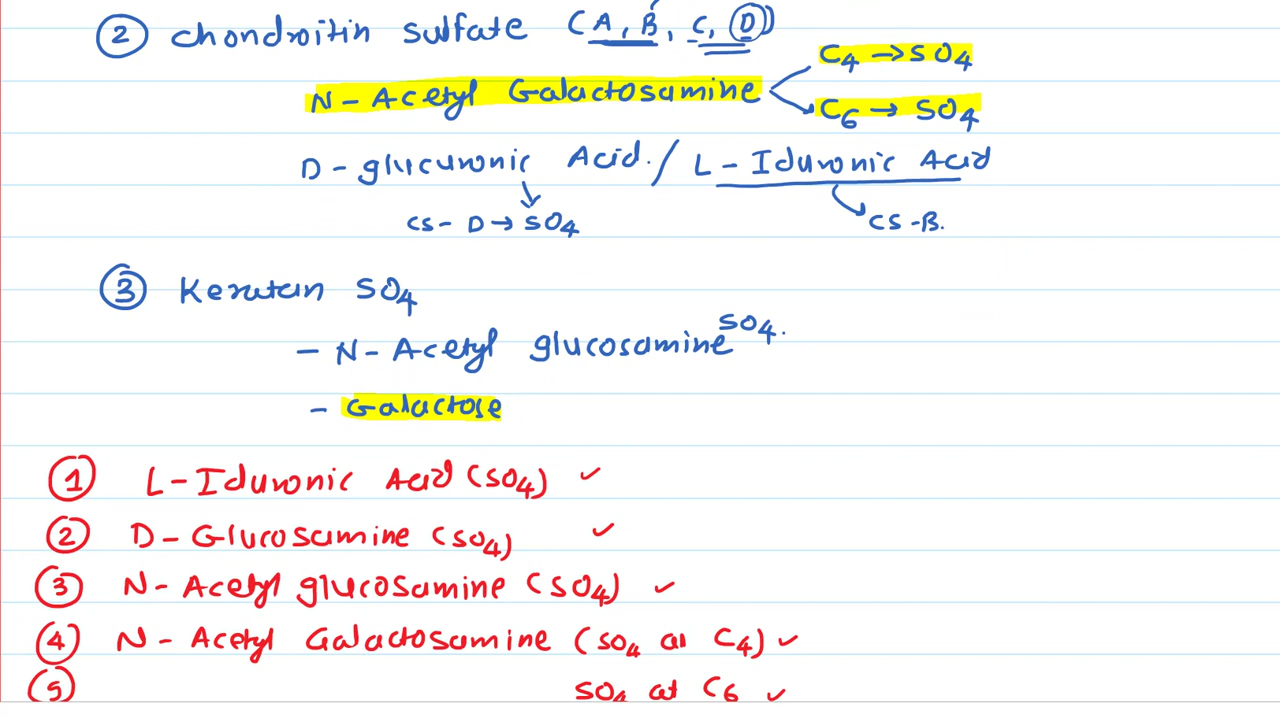 ② Chondroitin sulfate (A, B, C, D)
C4 → SO4
N - Acetyl Galactosamine
C6 → SO4
D - glucuronic Acid. / L - Iduronic Acid
CS - D → SO4 CS - B.
③ Keratan SO4
- N - Acetyl glucosamine SO4.
- Galactose
① L - Iduronic Acid (SO4) ✓
② D - Glucosamine (SO4) ✓
③ N - Acetyl glucosamine (SO4) ✓
④ N - Acetyl Galactosamine (SO4 at C4) ✓
⑤ SO4 at C6 ✓